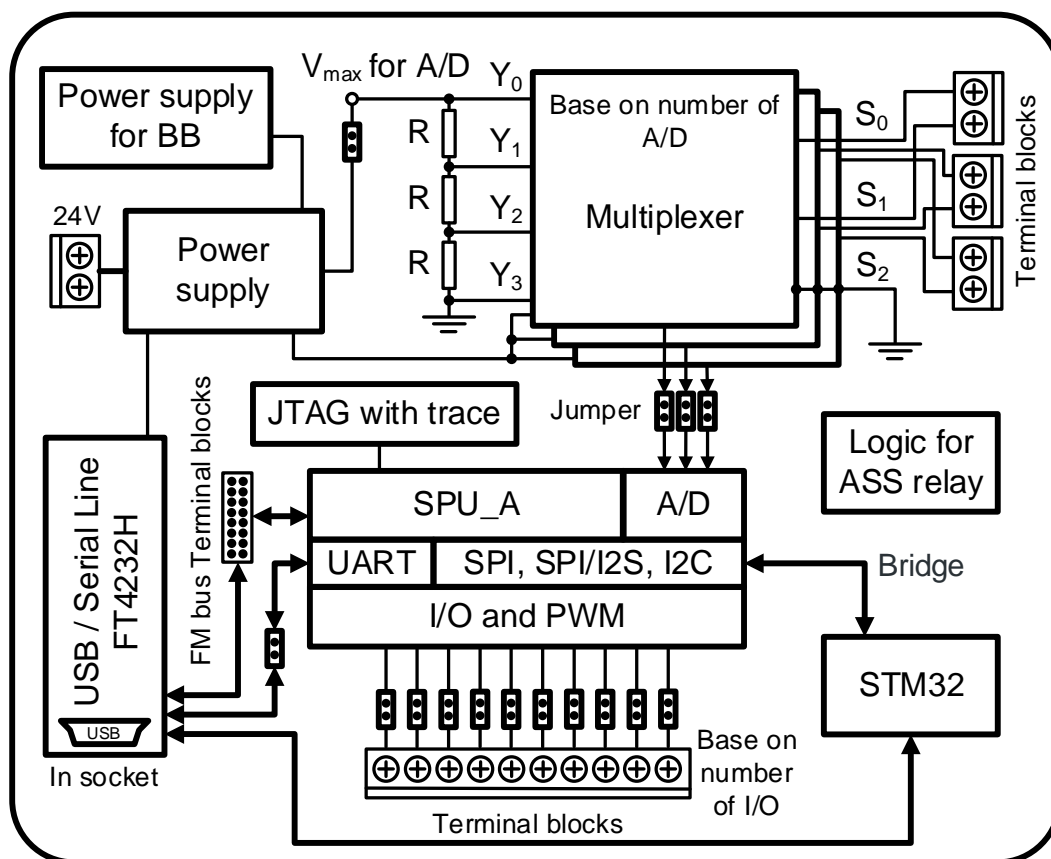 Power supply
for BB
Vmax for A/D
24V
Power
supply
R
R
R
Y0
Y1
Y2
Y3
Base on number of
A/D
Multiplexer
S0
S1
S2
Terminal blocks
JTAG with trace
Jumper
Logic for
ASS relay
USB / Serial Line
FT4232H
USB
In socket
FM bus Terminal blocks
SPU_A
A/D
UART
SPI, SPI/I2S, I2C
I/O and PWM
Bridge
STM32
Base on
number
of I/O
Terminal blocks